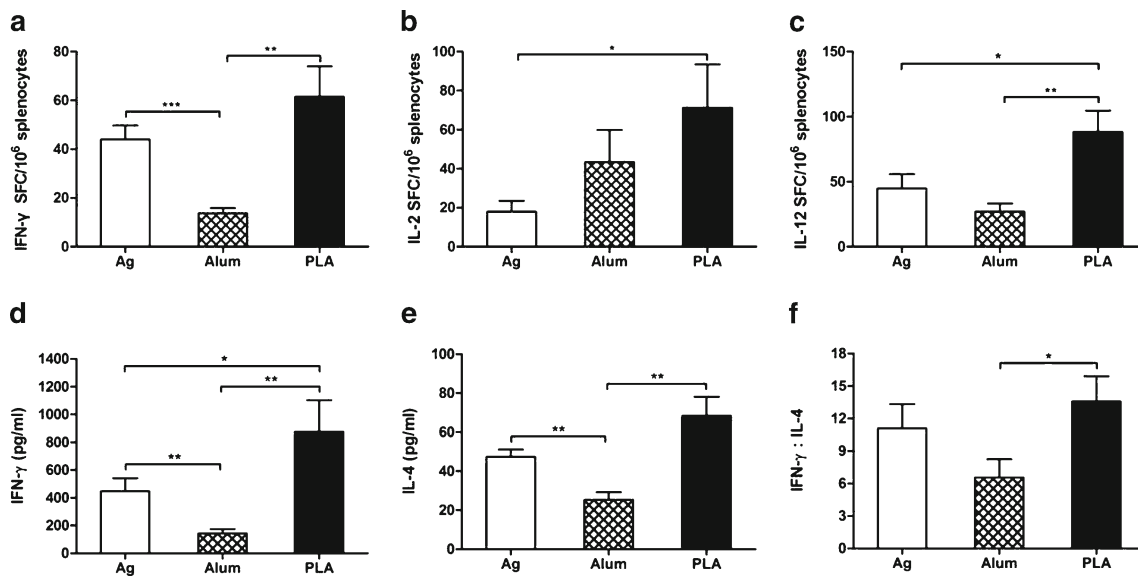 a
IFN-γ SFC/10⁶ splenocytes
80
60
40
20
0
***
**
Ag Alum PLA
b
IL-2 SFC/10⁶ splenocytes
100
80
60
40
20
0
*
Ag Alum PLA
c
IL-12 SFC/10⁶ splenocytes
150
100
50
0
*
**
Ag Alum PLA
d
IFN-γ (pg/ml)
1400
1200
1000
800
600
400
200
0
*
**
**
Ag Alum PLA
e
IL-4 (pg/ml)
100
80
60
40
20
0
**
**
Ag Alum PLA
f
IFN-γ : IL-4
18
15
12
9
6
3
0
*
Ag Alum PLA